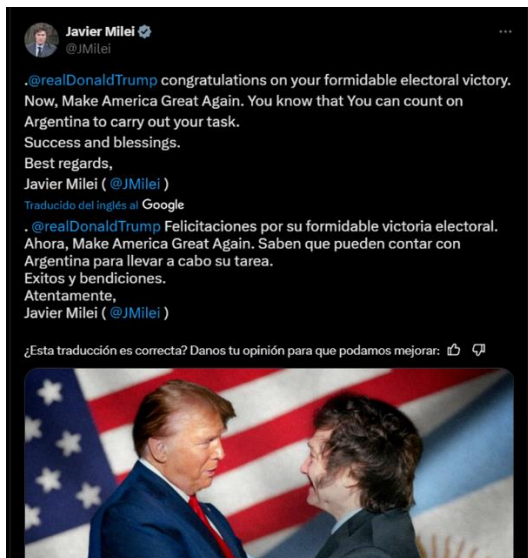 Javier Milei
@JMilei
.@realDonaldTrump congratulations on your formidable electoral victory.
Now, Make America Great Again. You know that You can count on
Argentina to carry out your task.
Success and blessings.
Best regards,
Javier Milei ( @JMilei )
Traducido del inglés al Google
. @realDonaldTrump Felicitaciones por su formidable victoria electoral.
Ahora, Make America Great Again. Saben que pueden contar con
Argentina para llevar a cabo su tarea.
Exitos y bendiciones.
Atentamente,
Javier Milei ( @JMilei )
¿Esta traducción es correcta? Danos tu opinión para que podamos mejorar: